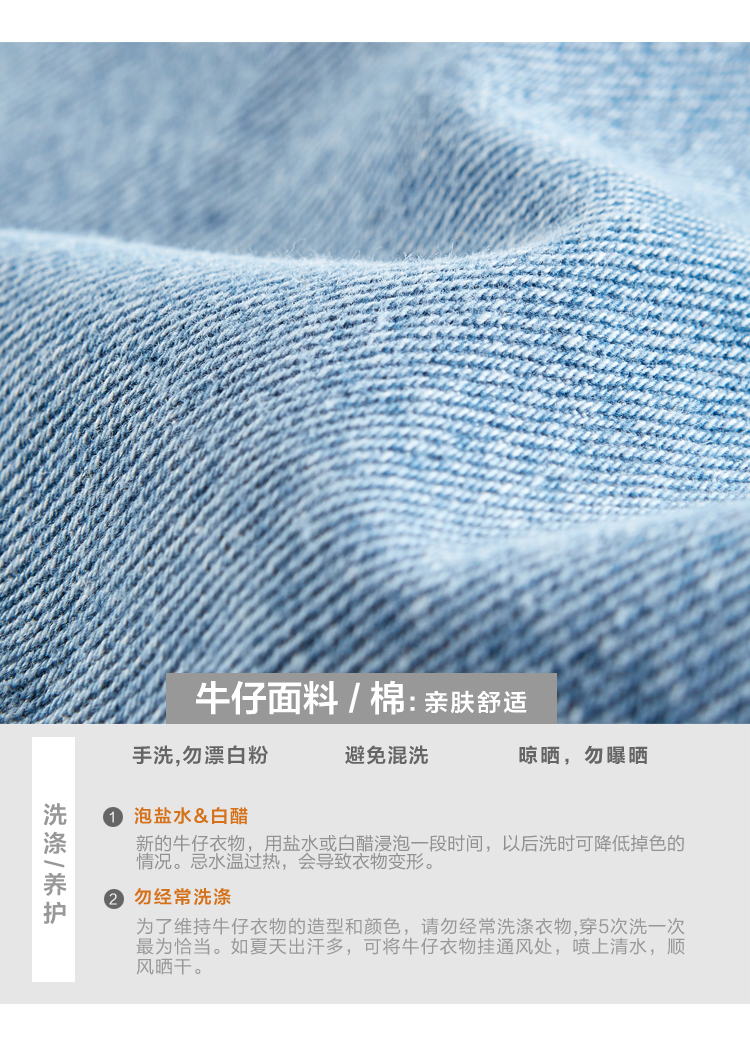 牛仔面料 / 棉: 亲肤舒适
手洗,勿漂白粉 避免混洗 晾晒，勿曝晒
洗涤/养护
1 泡盐水&白醋
新的牛仔衣物，用盐水或白醋浸泡一段时间，以后洗时可降低掉色的
情况。忌水温过热，会导致衣物变形。
2 勿经常洗涤
为了维持牛仔衣物的造型和颜色，请勿经常洗涤衣物,穿5次洗一次
最为恰当。如夏天出汗多，可将牛仔衣物挂通风处，喷上清水，顺
风晒干。